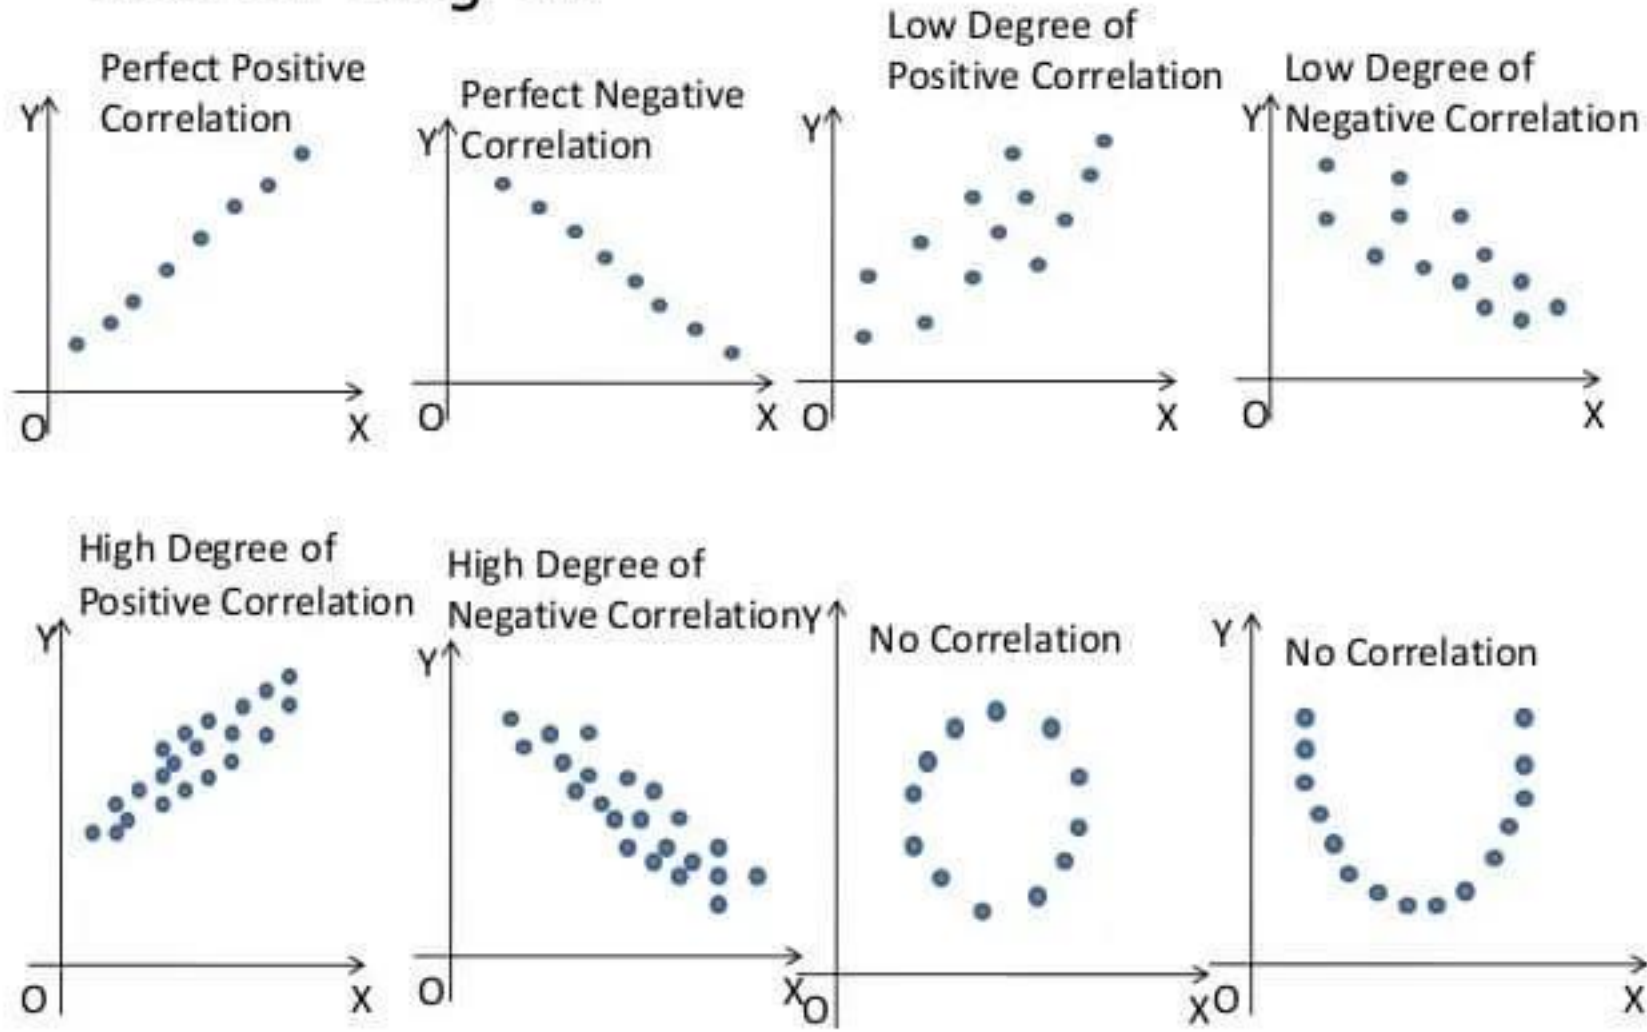 Perfect Positive
Correlation
Y
O
X
Perfect Negative
Correlation
Y
O
X
Low Degree of
Positive Correlation
Y
O
X
Low Degree of
Negative Correlation
Y
O
X
High Degree of
Positive Correlation
Y
O
X
High Degree of
Negative Correlation
Y
O
X
No Correlation
Y
O
X
No Correlation
Y
O
X